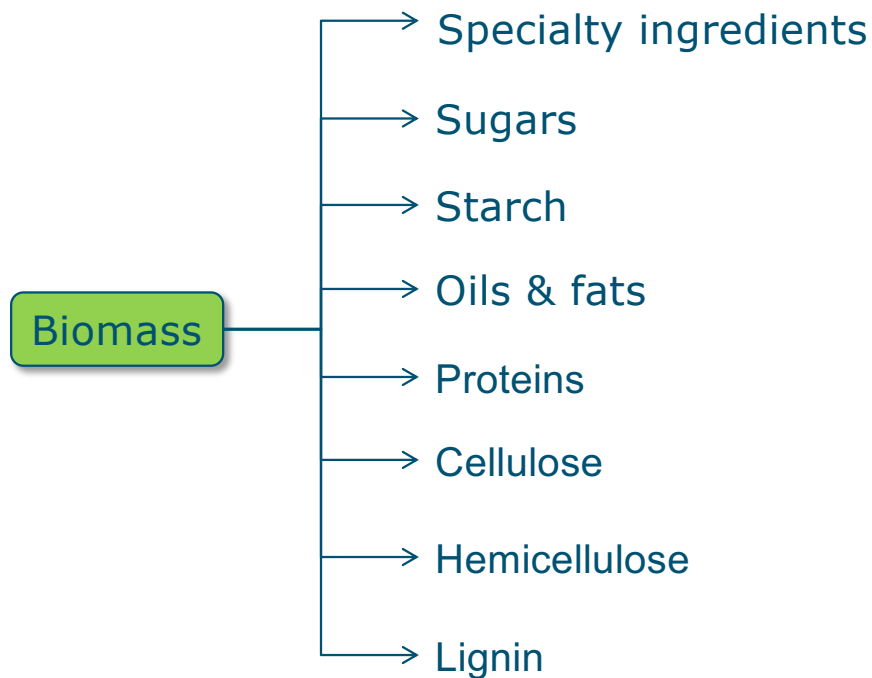 Specialty ingredients
Sugars
Starch
Oils & fats
Biomass
Proteins
Cellulose
Hemicellulose
Lignin